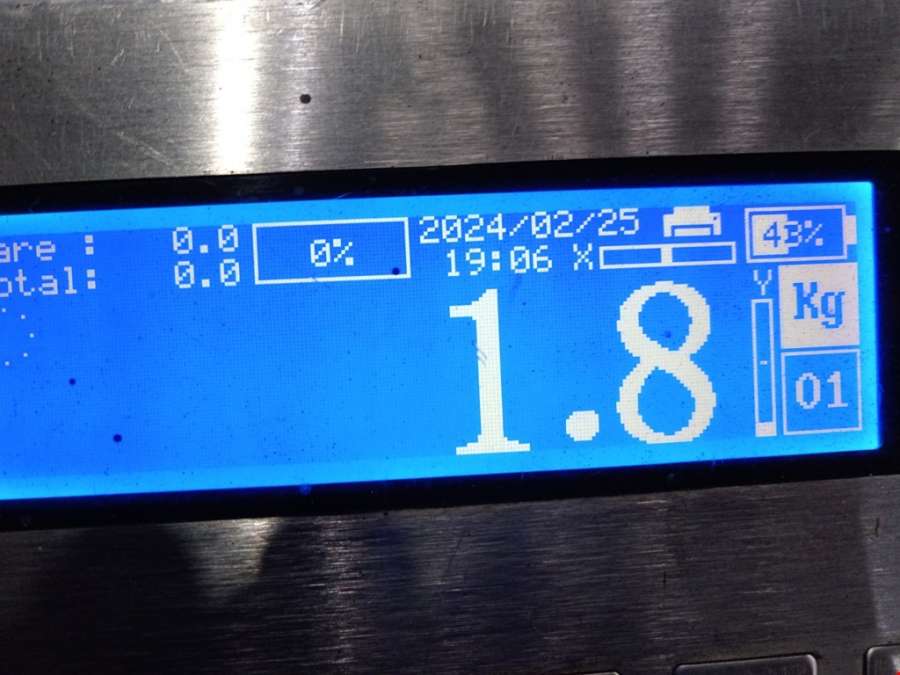 are : 0.0
otal: 0.0
0%
2024/02/25
19:06 X
43%
Y
Kg
01
1.8